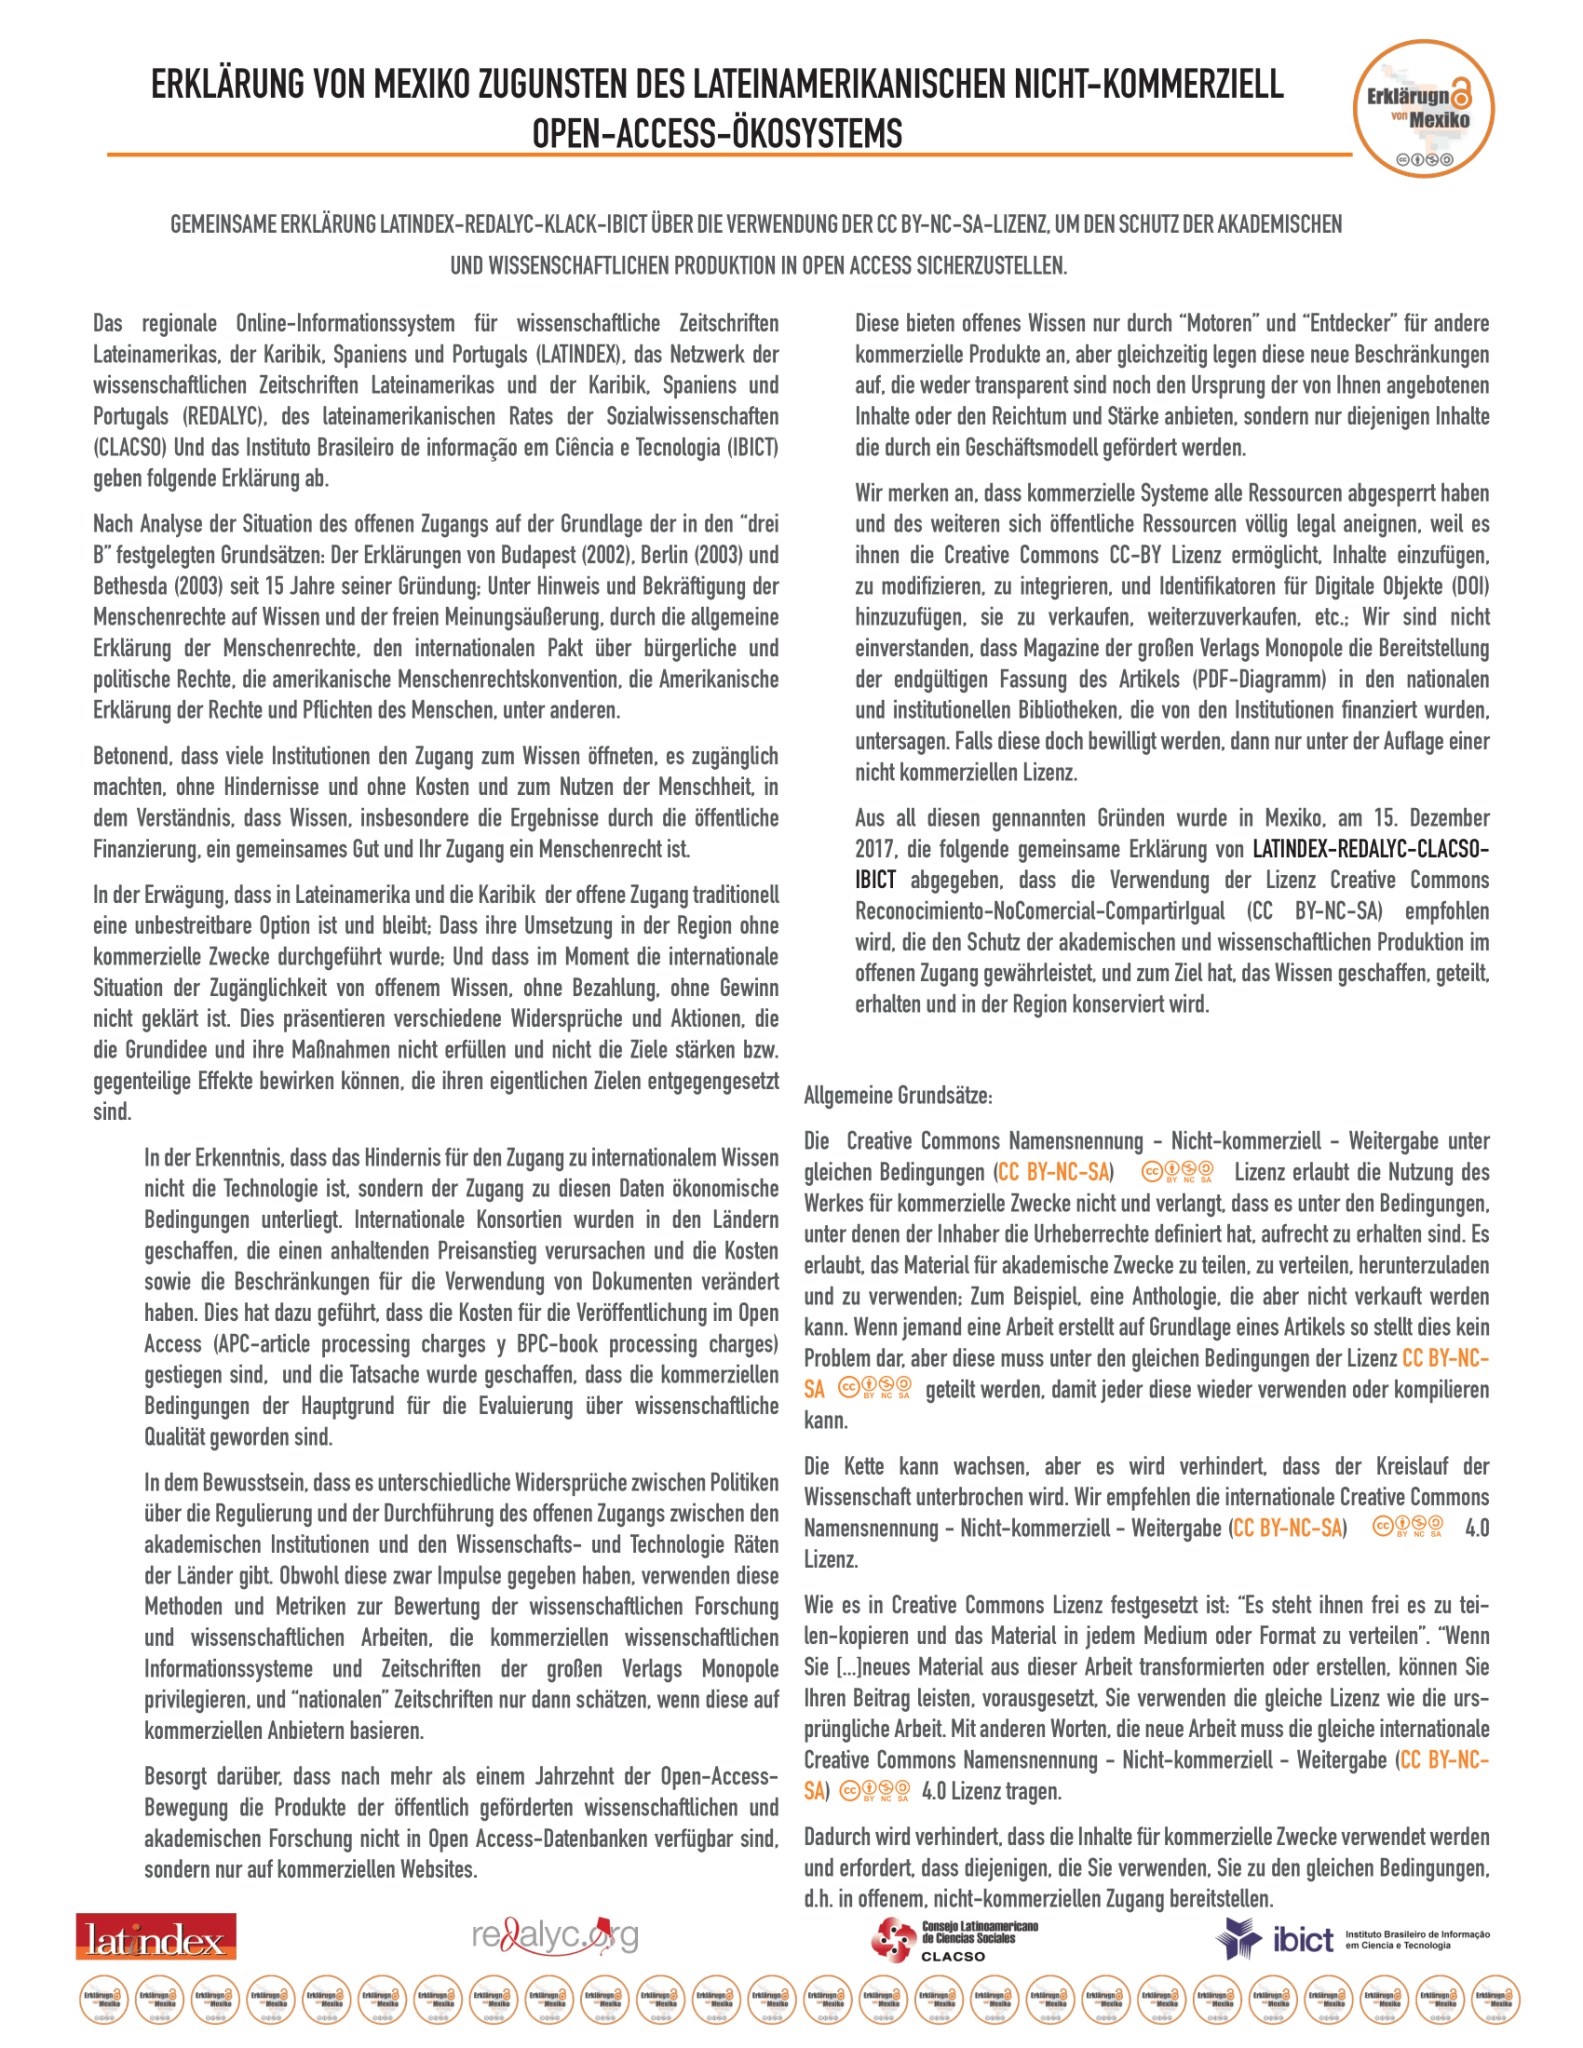 ERKLÄRUNG VON MEXIKO ZUGUNSTEN DES LATEINAMERIKANISCHEN NICHT-KOMMERZIELL
OPEN-ACCESS-ÖKOSYSTEMS
Erklärugn
von Mexiko
GEMEINSAME ERKLÄRUNG LATINDEX-REDALYC-KLACK-IBICT ÜBER DIE VERWENDUNG DER CC BY-NC-SA-LIZENZ, UM DEN SCHUTZ DER AKADEMISCHEN
UND WISSENSCHAFTLICHEN PRODUKTION IN OPEN ACCESS SICHERZUSTELLEN.
Das regionale Online-Informationssystem für wissenschaftliche Zeitschriften
Lateinamerikas, der Karibik, Spaniens und Portugals (LATINDEX), das Netzwerk der
wissenschaftlichen Zeitschriften Lateinamerikas und der Karibik, Spaniens und
Portugals (REDALYC), des lateinamerikanischen Rates der Sozialwissenschaften
(CLACSO) Und das Instituto Brasileiro de informação em Ciência e Tecnologia (IBICT)
geben folgende Erklärung ab.
Nach Analyse der Situation des offenen Zugangs auf der Grundlage der in den “drei
B” festgelegten Grundsätzen: Der Erklärungen von Budapest (2002), Berlin (2003) und
Bethesda (2003) seit 15 Jahre seiner Gründung; Unter Hinweis und Bekräftigung der
Menschenrechte auf Wissen und der freien Meinungsäußerung, durch die allgemeine
Erklärung der Menschenrechte, den internationalen Pakt über bürgerliche und
politische Rechte, die amerikanische Menschenrechtskonvention, die Amerikanische
Erklärung der Rechte und Pflichten des Menschen, unter anderen.
Betonend, dass viele Institutionen den Zugang zum Wissen öffneten, es zugänglich
machten, ohne Hindernisse und ohne Kosten und zum Nutzen der Menschheit, in
dem Verständnis, dass Wissen, insbesondere die Ergebnisse durch die öffentliche
Finanzierung, ein gemeinsames Gut und Ihr Zugang ein Menschenrecht ist.
In der Erwägung, dass in Lateinamerika und die Karibik der offene Zugang traditionell
eine unbestreitbare Option ist und bleibt; Dass ihre Umsetzung in der Region ohne
kommerzielle Zwecke durchgeführt wurde; Und dass im Moment die internationale
Situation der Zugänglichkeit von offenem Wissen, ohne Bezahlung, ohne Gewinn
nicht geklärt ist. Dies präsentieren verschiedene Widersprüche und Aktionen, die
die Grundidee und ihre Maßnahmen nicht erfüllen und nicht die Ziele stärken bzw.
gegenteilige Effekte bewirken können, die ihren eigentlichen Zielen entgegengesetzt
sind.
In der Erkenntnis, dass das Hindernis für den Zugang zu internationalem Wissen
nicht die Technologie ist, sondern der Zugang zu diesen Daten ökonomische
Bedingungen unterliegt. Internationale Konsortien wurden in den Ländern
geschaffen, die einen anhaltenden Preisanstieg verursachen und die Kosten
sowie die Beschränkungen für die Verwendung von Dokumenten verändert
haben. Dies hat dazu geführt, dass die Kosten für die Veröffentlichung im Open
Access (APC-article processing charges y BPC-book processing charges)
gestiegen sind, und die Tatsache wurde geschaffen, dass die kommerziellen
Bedingungen der Hauptgrund für die Evaluierung über wissenschaftliche
Qualität geworden sind.
In dem Bewusstsein, dass es unterschiedliche Widersprüche zwischen Politiken
über die Regulierung und der Durchführung des offenen Zugangs zwischen den
akademischen Institutionen und den Wissenschafts- und Technologie Räten
der Länder gibt. Obwohl diese zwar Impulse gegeben haben, verwenden diese
Methoden und Metriken zur Bewertung der wissenschaftlichen Forschung
und wissenschaftlichen Arbeiten, die kommerziellen wissenschaftlichen
Informationssysteme und Zeitschriften der großen Verlags Monopole
privilegieren, und “nationalen” Zeitschriften nur dann schätzen, wenn diese auf
kommerziellen Anbietern basieren.
Besorgt darüber, dass nach mehr als einem Jahrzehnt der Open-Access-
Bewegung die Produkte der öffentlich geförderten wissenschaftlichen und
akademischen Forschung nicht in Open Access-Datenbanken verfügbar sind,
sondern nur auf kommerziellen Websites.
Diese bieten offenes Wissen nur durch “Motoren” und “Entdecker” für andere
kommerzielle Produkte an, aber gleichzeitig legen diese neue Beschränkungen
auf, die weder transparent sind noch den Ursprung der von Ihnen angebotenen
Inhalte oder den Reichtum und Stärke anbieten, sondern nur diejenigen Inhalte
die durch ein Geschäftsmodell gefördert werden.
Wir merken an, dass kommerzielle Systeme alle Ressourcen abgesperrt haben
und des weiteren sich öffentliche Ressourcen völlig legal aneignen, weil es
ihnen die Creative Commons CC-BY Lizenz ermöglicht, Inhalte einzufügen,
zu modifizieren, zu integrieren, und Identifikatoren für Digitale Objekte (DOI)
hinzuzufügen, sie zu verkaufen, weiterzuverkaufen, etc.; Wir sind nicht
einverstanden, dass Magazine der großen Verlags Monopole die Bereitstellung
der endgültigen Fassung des Artikels (PDF-Diagramm) in den nationalen
und institutionellen Bibliotheken, die von den Institutionen finanziert wurden,
untersagen. Falls diese doch bewilligt werden, dann nur unter der Auflage einer
nicht kommerziellen Lizenz.
Aus all diesen gennannten Gründen wurde in Mexiko, am 15. Dezember
2017, die folgende gemeinsame Erklärung von LATINDEX-REDALYC-CLACSO-
IBICT abgegeben, dass die Verwendung der Lizenz Creative Commons
Reconocimiento-NoComercial-CompartirIgual (CC BY-NC-SA) empfohlen
wird, die den Schutz der akademischen und wissenschaftlichen Produktion im
offenen Zugang gewährleistet, und zum Ziel hat, das Wissen geschaffen, geteilt,
erhalten und in der Region konserviert wird.
Allgemeine Grundsätze:
Die Creative Commons Namensnennung - Nicht-kommerziell - Weitergabe unter
gleichen Bedingungen (CC BY-NC-SA) cc BY NC SA Lizenz erlaubt die Nutzung des
Werkes für kommerzielle Zwecke nicht und verlangt, dass es unter den Bedingungen,
unter denen der Inhaber die Urheberrechte definiert hat, aufrecht zu erhalten sind. Es
erlaubt, das Material für akademische Zwecke zu teilen, zu verteilen, herunterzuladen
und zu verwenden; Zum Beispiel, eine Anthologie, die aber nicht verkauft werden
kann. Wenn jemand eine Arbeit erstellt auf Grundlage eines Artikels so stellt dies kein
Problem dar, aber diese muss unter den gleichen Bedingungen der Lizenz CC BY-NC-
SA cc BY NC SA geteilt werden, damit jeder diese wieder verwenden oder kompilieren
kann.
Die Kette kann wachsen, aber es wird verhindert, dass der Kreislauf der
Wissenschaft unterbrochen wird. Wir empfehlen die internationale Creative Commons
Namensnennung - Nicht-kommerziell - Weitergabe (CC BY-NC-SA) cc BY NC SA 4.0
Lizenz.
Wie es in Creative Commons Lizenz festgesetzt ist: “Es steht ihnen frei es zu tei-
len-kopieren und das Material in jedem Medium oder Format zu verteilen”. “Wenn
Sie [...]neues Material aus dieser Arbeit transformierten oder erstellen, können Sie
Ihren Beitrag leisten, vorausgesetzt, Sie verwenden die gleiche Lizenz wie die urs-
prüngliche Arbeit. Mit anderen Worten, die neue Arbeit muss die gleiche internationale
Creative Commons Namensnennung - Nicht-kommerziell - Weitergabe (CC BY-NC-
SA) cc BY NC SA 4.0 Lizenz tragen.
Dadurch wird verhindert, dass die Inhalte für kommerzielle Zwecke verwendet werden
und erfordert, dass diejenigen, die Sie verwenden, Sie zu den gleichen Bedingungen,
d.h. in offenem, nicht-kommerziellen Zugang bereitstellen.
latindex
redalyc.org
Consejo Latinoamericano
de Ciencias Sociales
CLACSO
ibict
Instituto Brasileiro de Informação
em Ciencia e Tecnologia